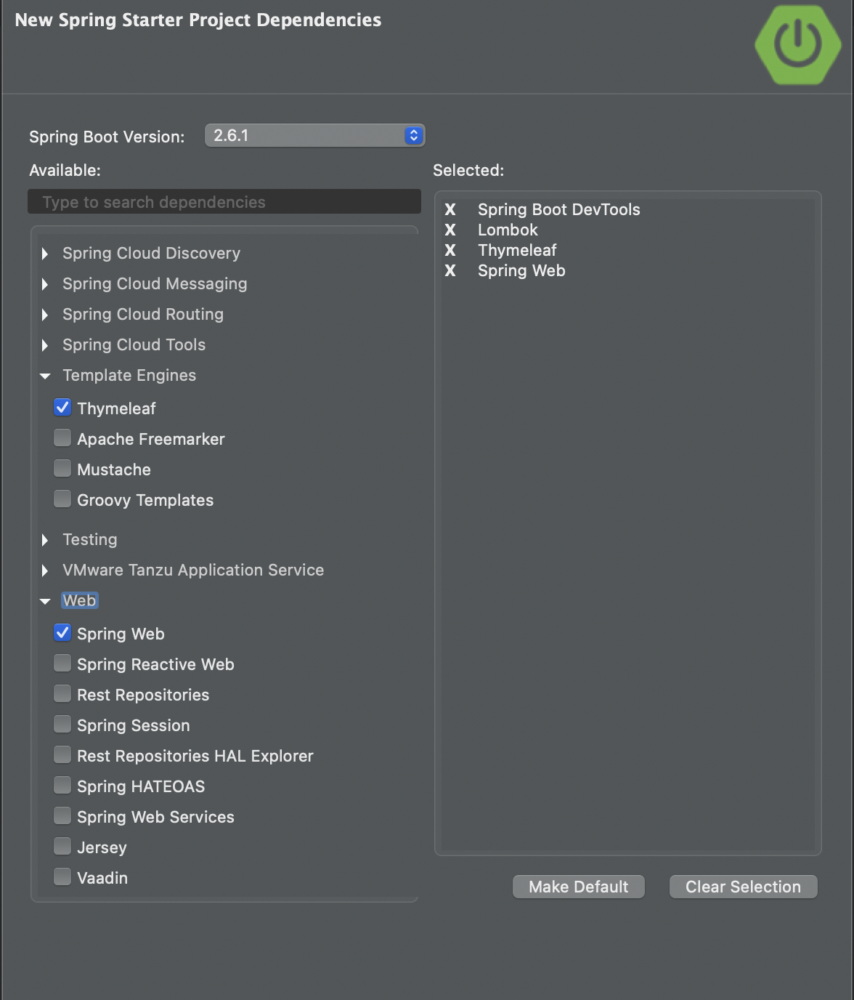 New Spring Starter Project Dependencies
Spring Boot Version: 2.6.1
Available:
Type to search dependencies
Spring Cloud Discovery
Spring Cloud Messaging
Spring Cloud Routing
Spring Cloud Tools
Template Engines
Thymeleaf
Apache Freemarker
Mustache
Groovy Templates
Testing
VMware Tanzu Application Service
Web
Spring Web
Spring Reactive Web
Rest Repositories
Spring Session
Rest Repositories HAL Explorer
Spring HATEOAS
Spring Web Services
Jersey
Vaadin
Selected:
X Spring Boot DevTools
X Lombok
X Thymeleaf
X Spring Web
Make Default
Clear Selection